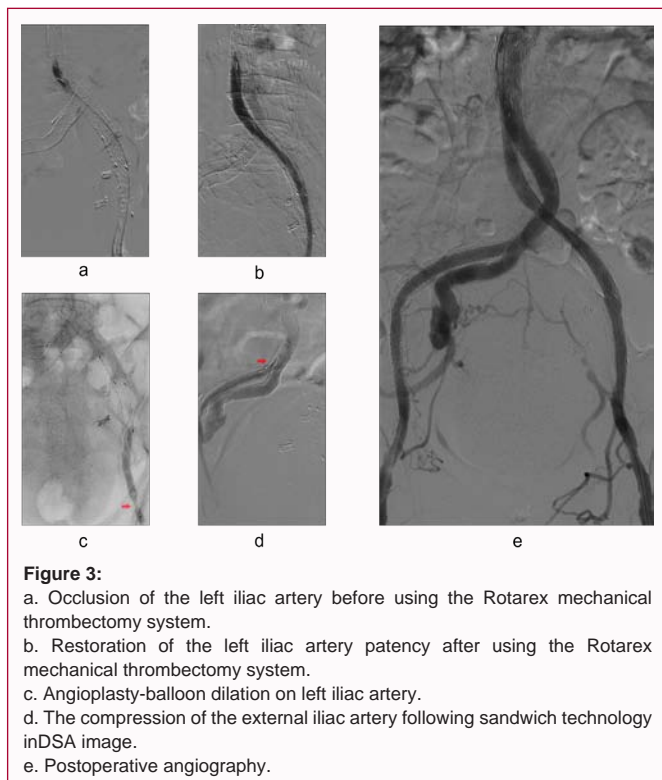 a
b
c
d
e
Figure 3:
a. Occlusion of the left iliac artery before using the Rotarex mechanical
thrombectomy system.
b. Restoration of the left iliac artery patency after using the Rotarex
mechanical thrombectomy system.
c. Angioplasty-balloon dilation on left iliac artery.
d. The compression of the external iliac artery following sandwich technology
inDSA image.
e. Postoperative angiography.